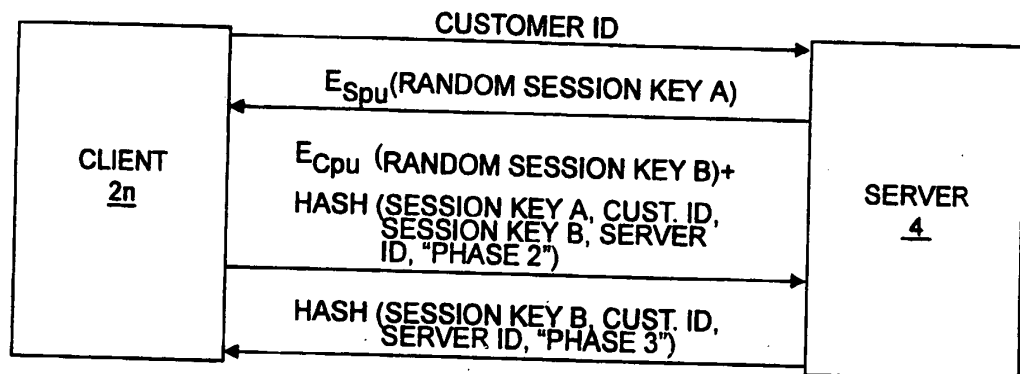 CUSTOMER ID
E_Spu(RANDOM SESSION KEY A)
CLIENT
2n
E_Cpu (RANDOM SESSION KEY B)+
HASH (SESSION KEY A, CUST. ID,
SESSION KEY B, SERVER
ID, "PHASE 2")
SERVER
4
HASH (SESSION KEY B, CUST. ID,
SERVER ID, "PHASE 3")